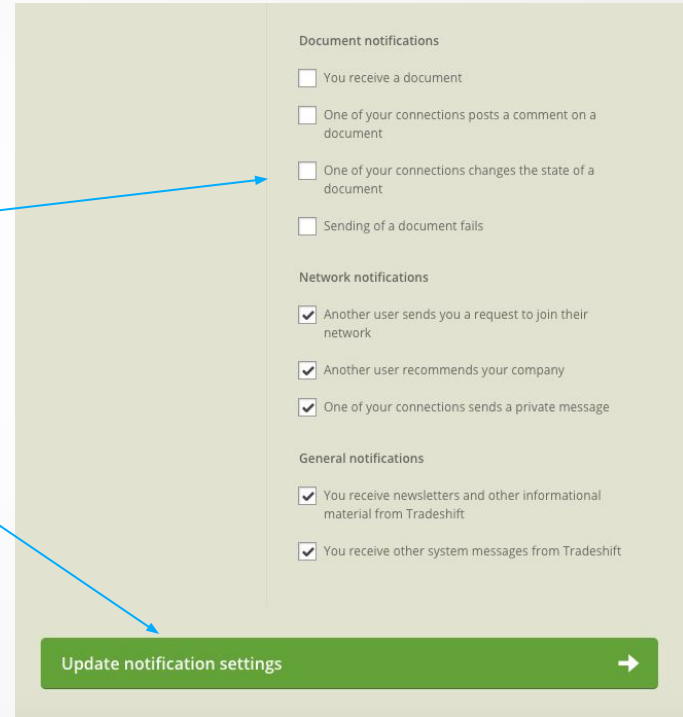 Document notifications
You receive a document
One of your connections posts a comment on a
document
One of your connections changes the state of a
document
Sending of a document fails
Network notifications
Another user sends you a request to join their
network
Another user recommends your company
One of your connections sends a private message
General notifications
You receive newsletters and other informational
material from Tradeshift
You receive other system messages from Tradeshift
Update notification settings